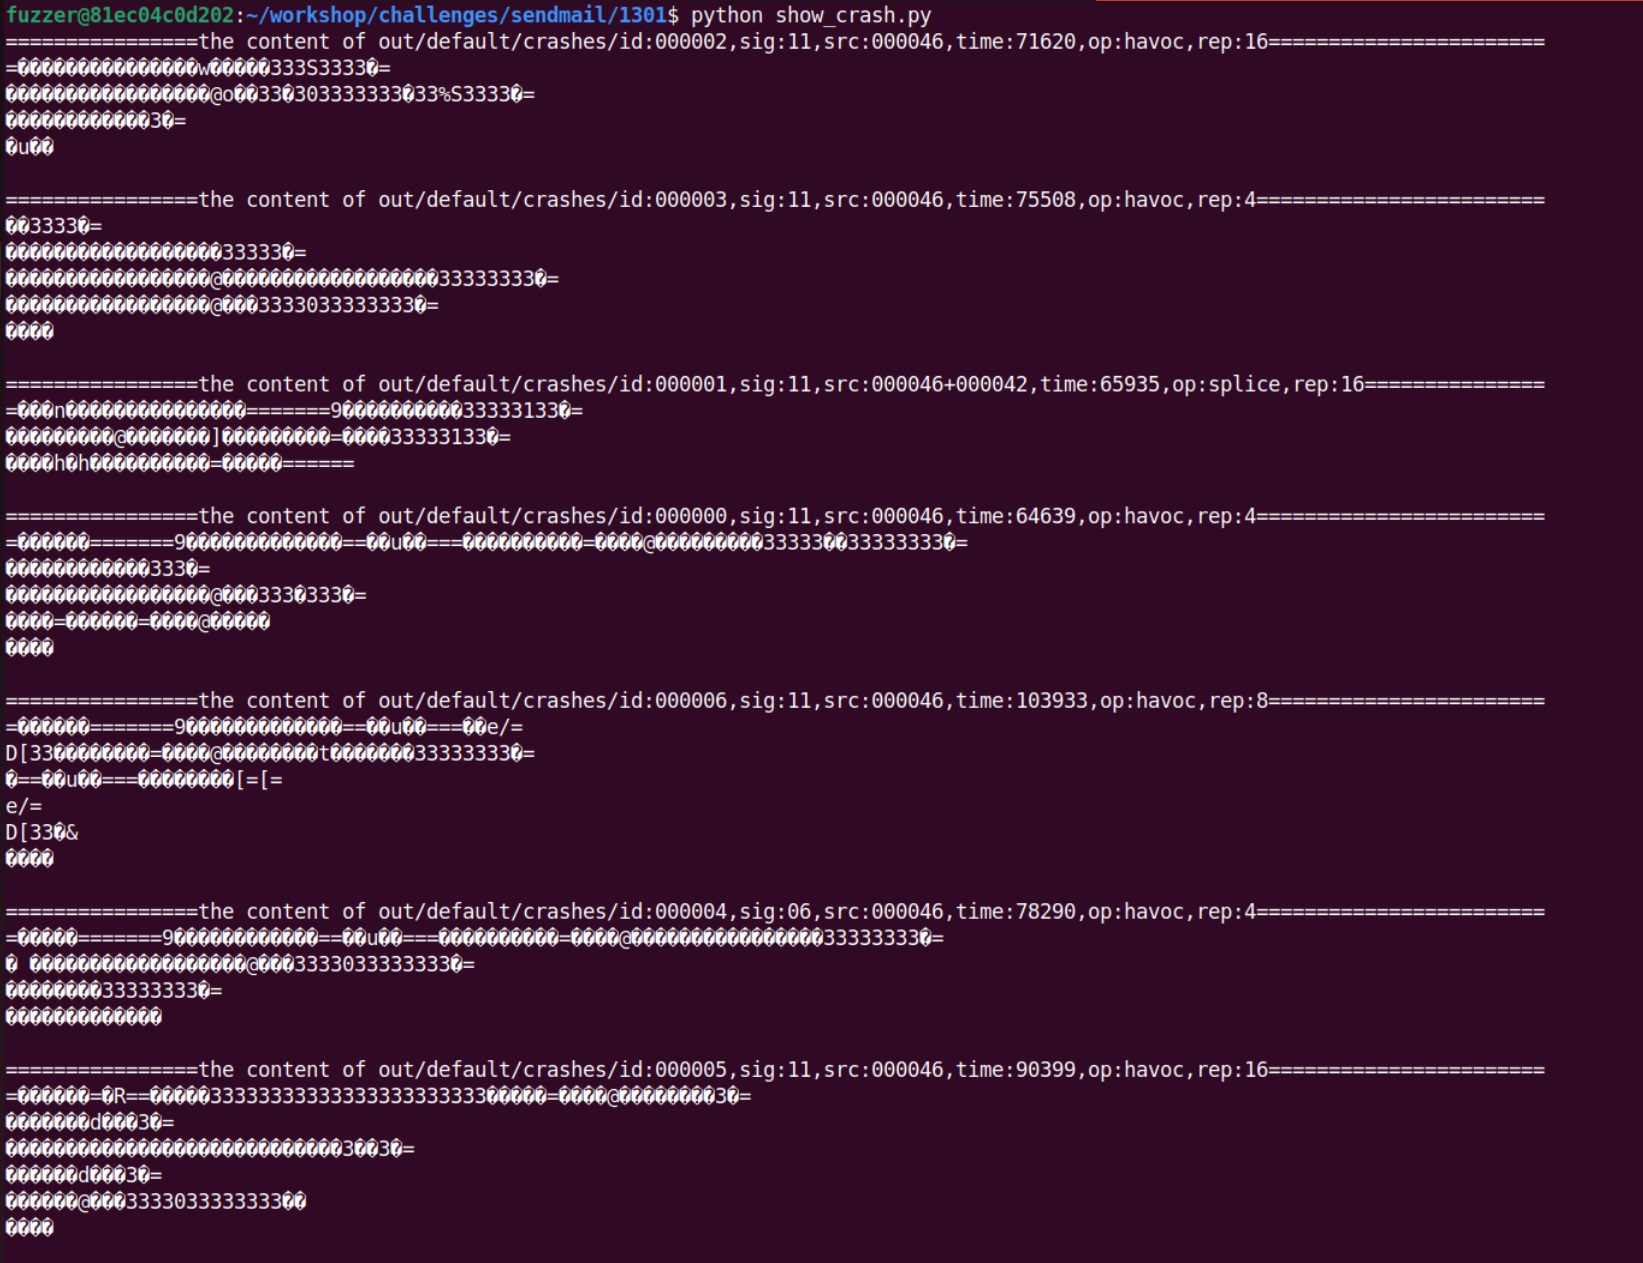 fuzzer@81ec04c0d202:~/workshop/challenges/sendmail/1301$ python show_crash.py
================the content of out/default/crashes/id:000002,sig:11,src:000046,time:71620,op:havoc,rep:16=======================
=���������������w�����333S3333�=
�����������������@o��33�303333333�33%S3333�=
������������3�=
�u��
================the content of out/default/crashes/id:000003,sig:11,src:000046,time:75508,op:havoc,rep:4========================
��3333�=
������������������33333�=
�����������������@������������������33333333�=
�����������������@���3333033333333�=
����
================the content of out/default/crashes/id:000001,sig:11,src:000046+000042,time:65935,op:splice,rep:16===============
=���n���������������=======9����������33333133�=
���������@�������]���������=����33333133�=
����h�h����������=�����======
================the content of out/default/crashes/id:000000,sig:11,src:000046,time:64639,op:havoc,rep:4========================
=������=======9�������������==��u��===����������=����@���������33333��33333333�=
������������333�=
�����������������@���333�333�=
����=������=����@�����
����
================the content of out/default/crashes/id:000006,sig:11,src:000046,time:103933,op:havoc,rep:8=======================
=������=======9�������������==��u��===��e/=
D[33��������=����@��������t�������33333333�=
�==��u��===��������[=[=
e/=
D[33�&
����
================the content of out/default/crashes/id:000004,sig:06,src:000046,time:78290,op:havoc,rep:4========================
=�����=======9������������==��u��===����������=����@����������������33333333�=
� ������������������@���3333033333333�=
��������33333333�=
�������������
================the content of out/default/crashes/id:000005,sig:11,src:000046,time:90399,op:havoc,rep:16=======================
=������=�R==�����33333333333333333333333�����=����@��������3�=
�������d���3�=
����������������������������3��3�=
������d���3�=
������@���3333033333333��
����